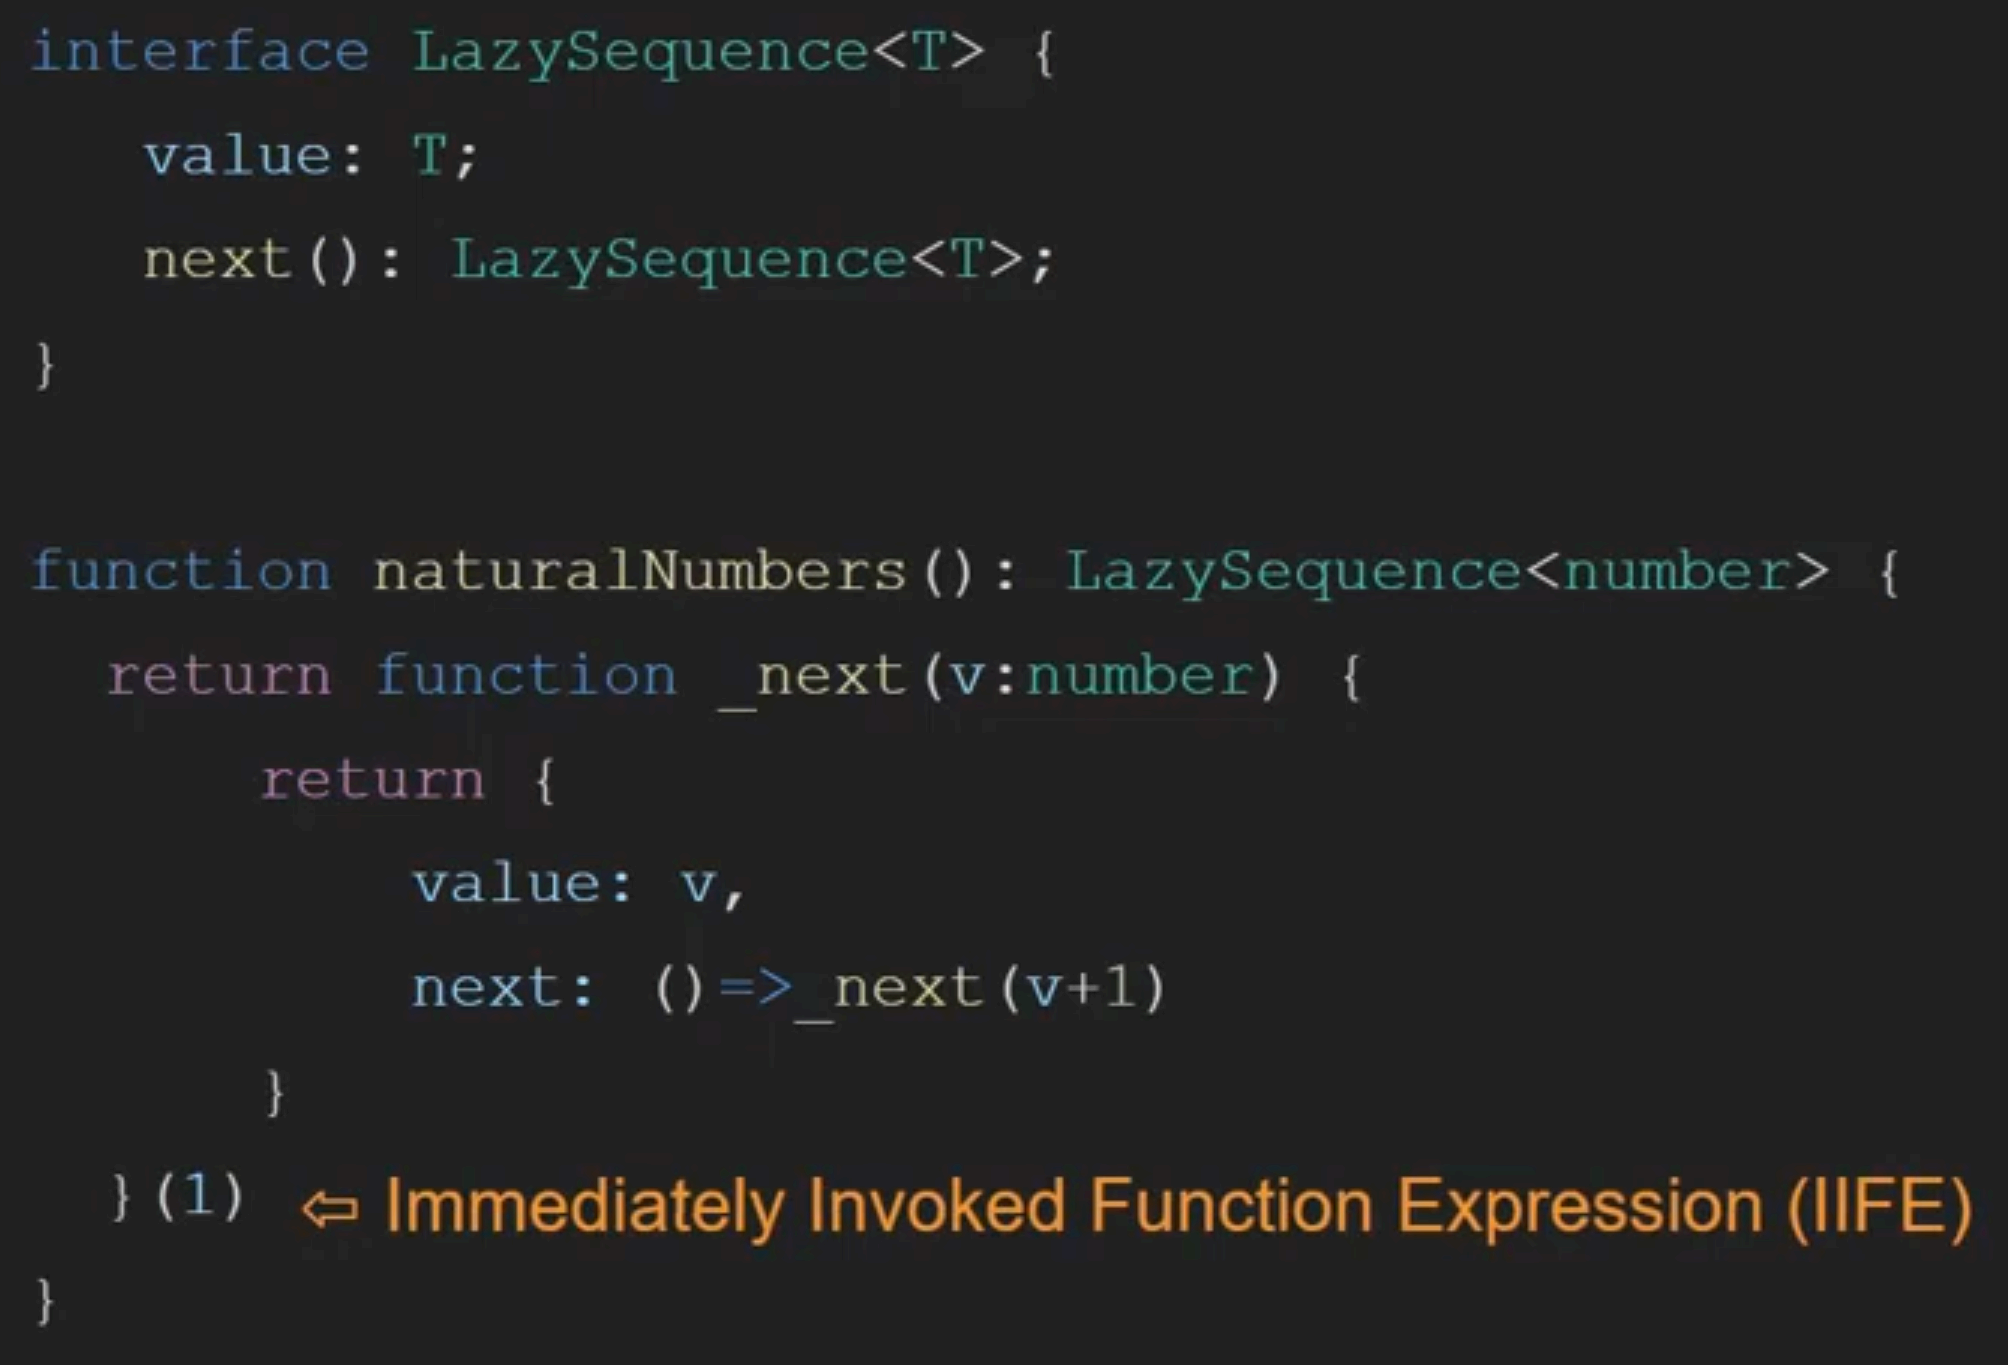 interface LazySequence<T> {
value: T;
next(): LazySequence<T>;
}
function naturalNumbers(): LazySequence<number> {
return function _next(v:number) {
return {
value: v,
next: ()=>_next(v+1)
}
}(1) ⇦ Immediately Invoked Function Expression (IIFE)
}